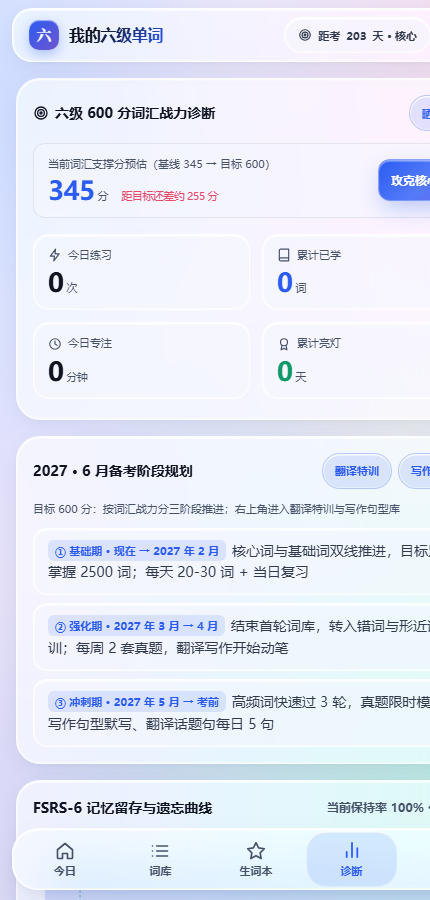 六 我的六级单词 距考 203 天 • 核心
六级 600 分词汇战力诊断
当前词汇支撑分预估（基线 345 → 目标 600）
345 分 距目标还差约 255 分
攻克核
今日练习 累计已学
0 次 0 词
今日专注 累计亮灯
0 分钟 0 天
2027 • 6 月备考阶段规划 翻译特训 写作
目标 600 分：按词汇战力分三阶段推进；右上角进入翻译特训与写作句型库
① 基础期 • 现在 → 2027 年 2 月 核心词与基础词双线推进，目标
掌握 2500 词；每天 20-30 词 + 当日复习
② 强化期 • 2027 年 3 月 → 4 月 结束首轮词库，转入错词与形近
训；每周 2 套真题，翻译写作开始动笔
③ 冲刺期 • 2027 年 5 月 → 考前 高频词快速过 3 轮，真题限时模
写作句型默写、翻译话题句每日 5 句
FSRS-6 记忆留存与遗忘曲线 当前保持率 100% •
今日 词库 生词本 诊断